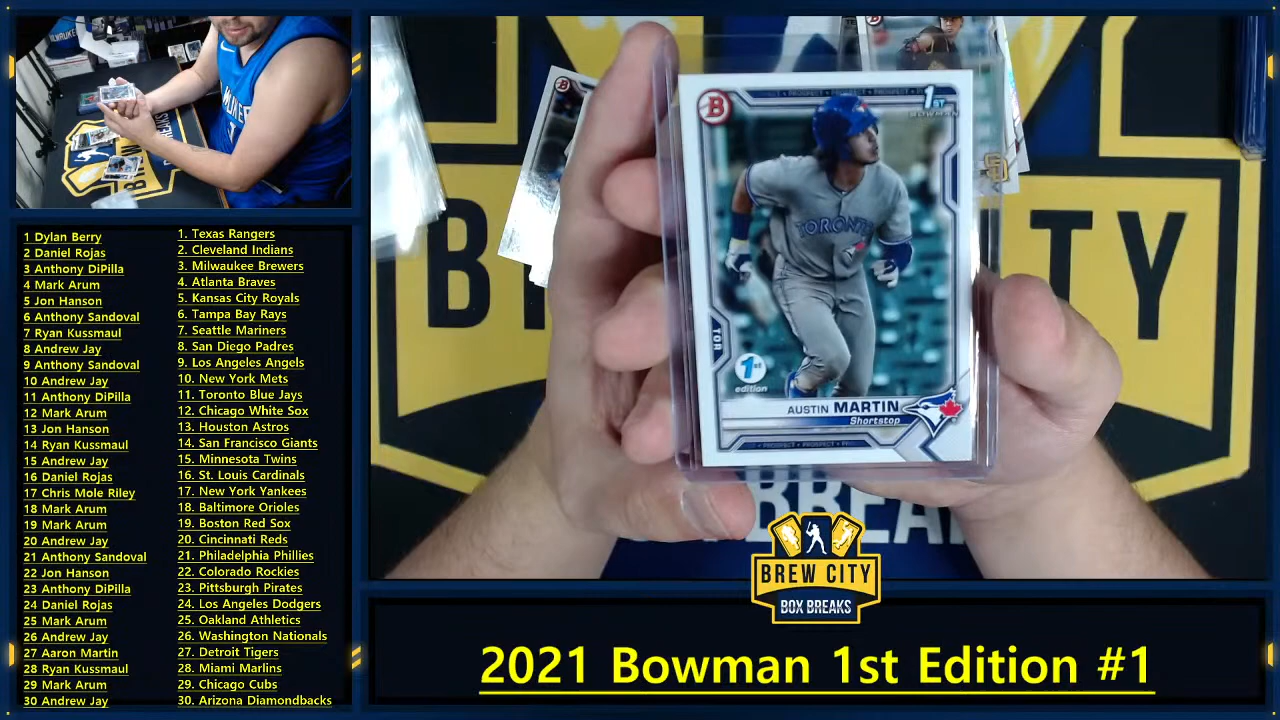 1 Dylan Berry
2 Daniel Rojas
3 Anthony DiPilla
4 Mark Arum
5 Jon Hanson
6 Anthony Sandoval
7 Ryan Kussmaul
8 Andrew Jay
9 Anthony Sandoval
10 Andrew Jay
11 Anthony DiPilla
12 Mark Arum
13 Jon Hanson
14 Ryan Kussmaul
15 Andrew Jay
16 Daniel Rojas
17 Chris Mole Riley
18 Mark Arum
19 Mark Arum
20 Andrew Jay
21 Anthony Sandoval
22 Jon Hanson
23 Anthony DiPilla
24 Daniel Rojas
25 Mark Arum
26 Andrew Jay
27 Aaron Martin
28 Ryan Kussmaul
29 Mark Arum
30 Andrew Jay
1. Texas Rangers
2. Cleveland Indians
3. Milwaukee Brewers
4. Atlanta Braves
5. Kansas City Royals
6. Tampa Bay Rays
7. Seattle Mariners
8. San Diego Padres
9. Los Angeles Angels
10. New York Mets
11. Toronto Blue Jays
12. Chicago White Sox
13. Houston Astros
14. San Francisco Giants
15. Minnesota Twins
16. St. Louis Cardinals
17. New York Yankees
18. Baltimore Orioles
19. Boston Red Sox
20. Cincinnati Reds
21. Philadelphia Phillies
22. Colorado Rockies
23. Pittsburgh Pirates
24. Los Angeles Dodgers
25. Oakland Athletics
26. Washington Nationals
27. Detroit Tigers
28. Miami Marlins
29. Chicago Cubs
30. Arizona Diamondbacks
B
1ST
BOWMAN
TORONTO
TOR
1st
edition
AUSTIN MARTIN
Shortstop
PROSPECT
B
TY
BREA
BREW CITY
BOX BREAKS
2021 Bowman 1st Edition #1